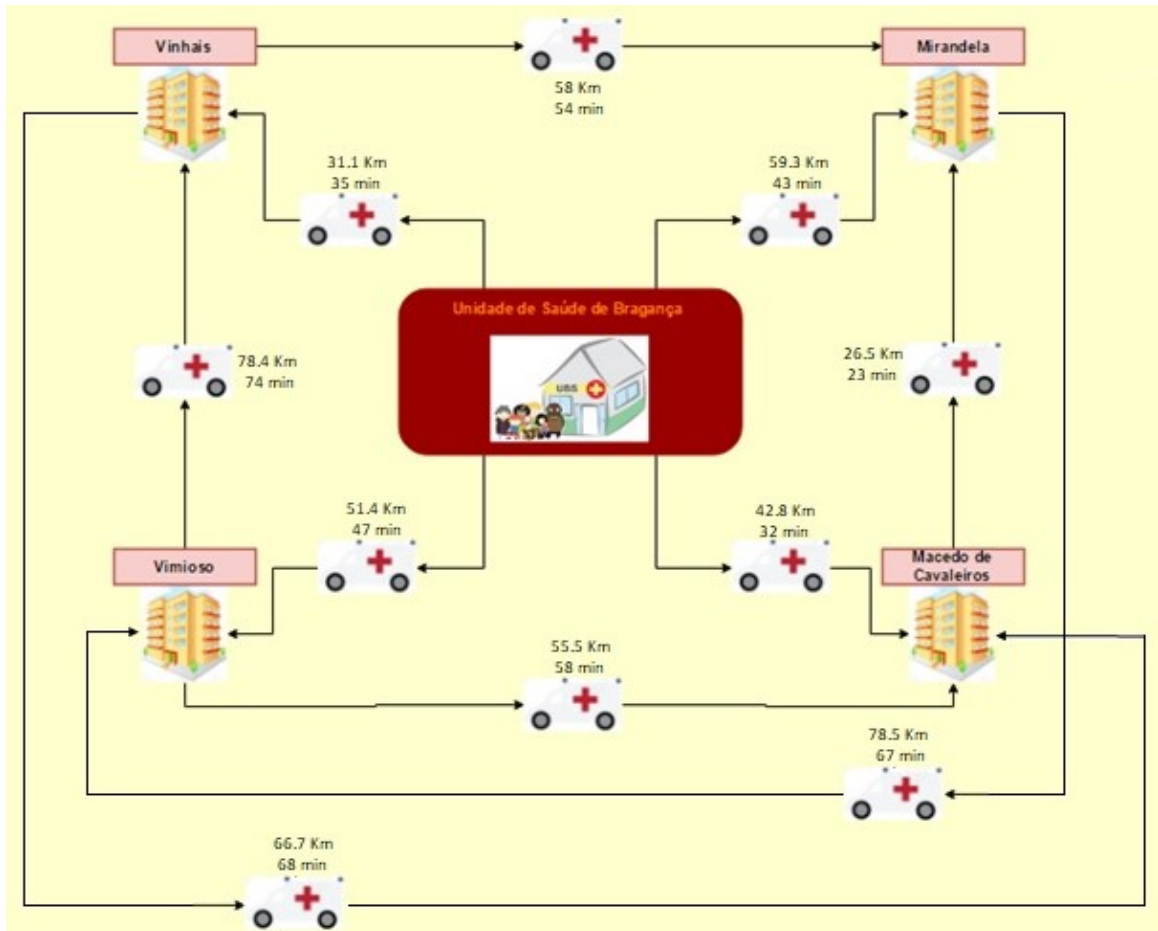 Vinhais
Mirandela
58 Km
54 min
31.1 Km
35 min
59.3 Km
43 min
Unidade de Saúde de Bragança
UBS
78.4 Km
74 min
26.5 Km
23 min
51.4 Km
47 min
42.8 Km
32 min
Vimioso
Macedo de
Cavaleiros
55.5 Km
58 min
78.5 Km
67 min
66.7 Km
68 min